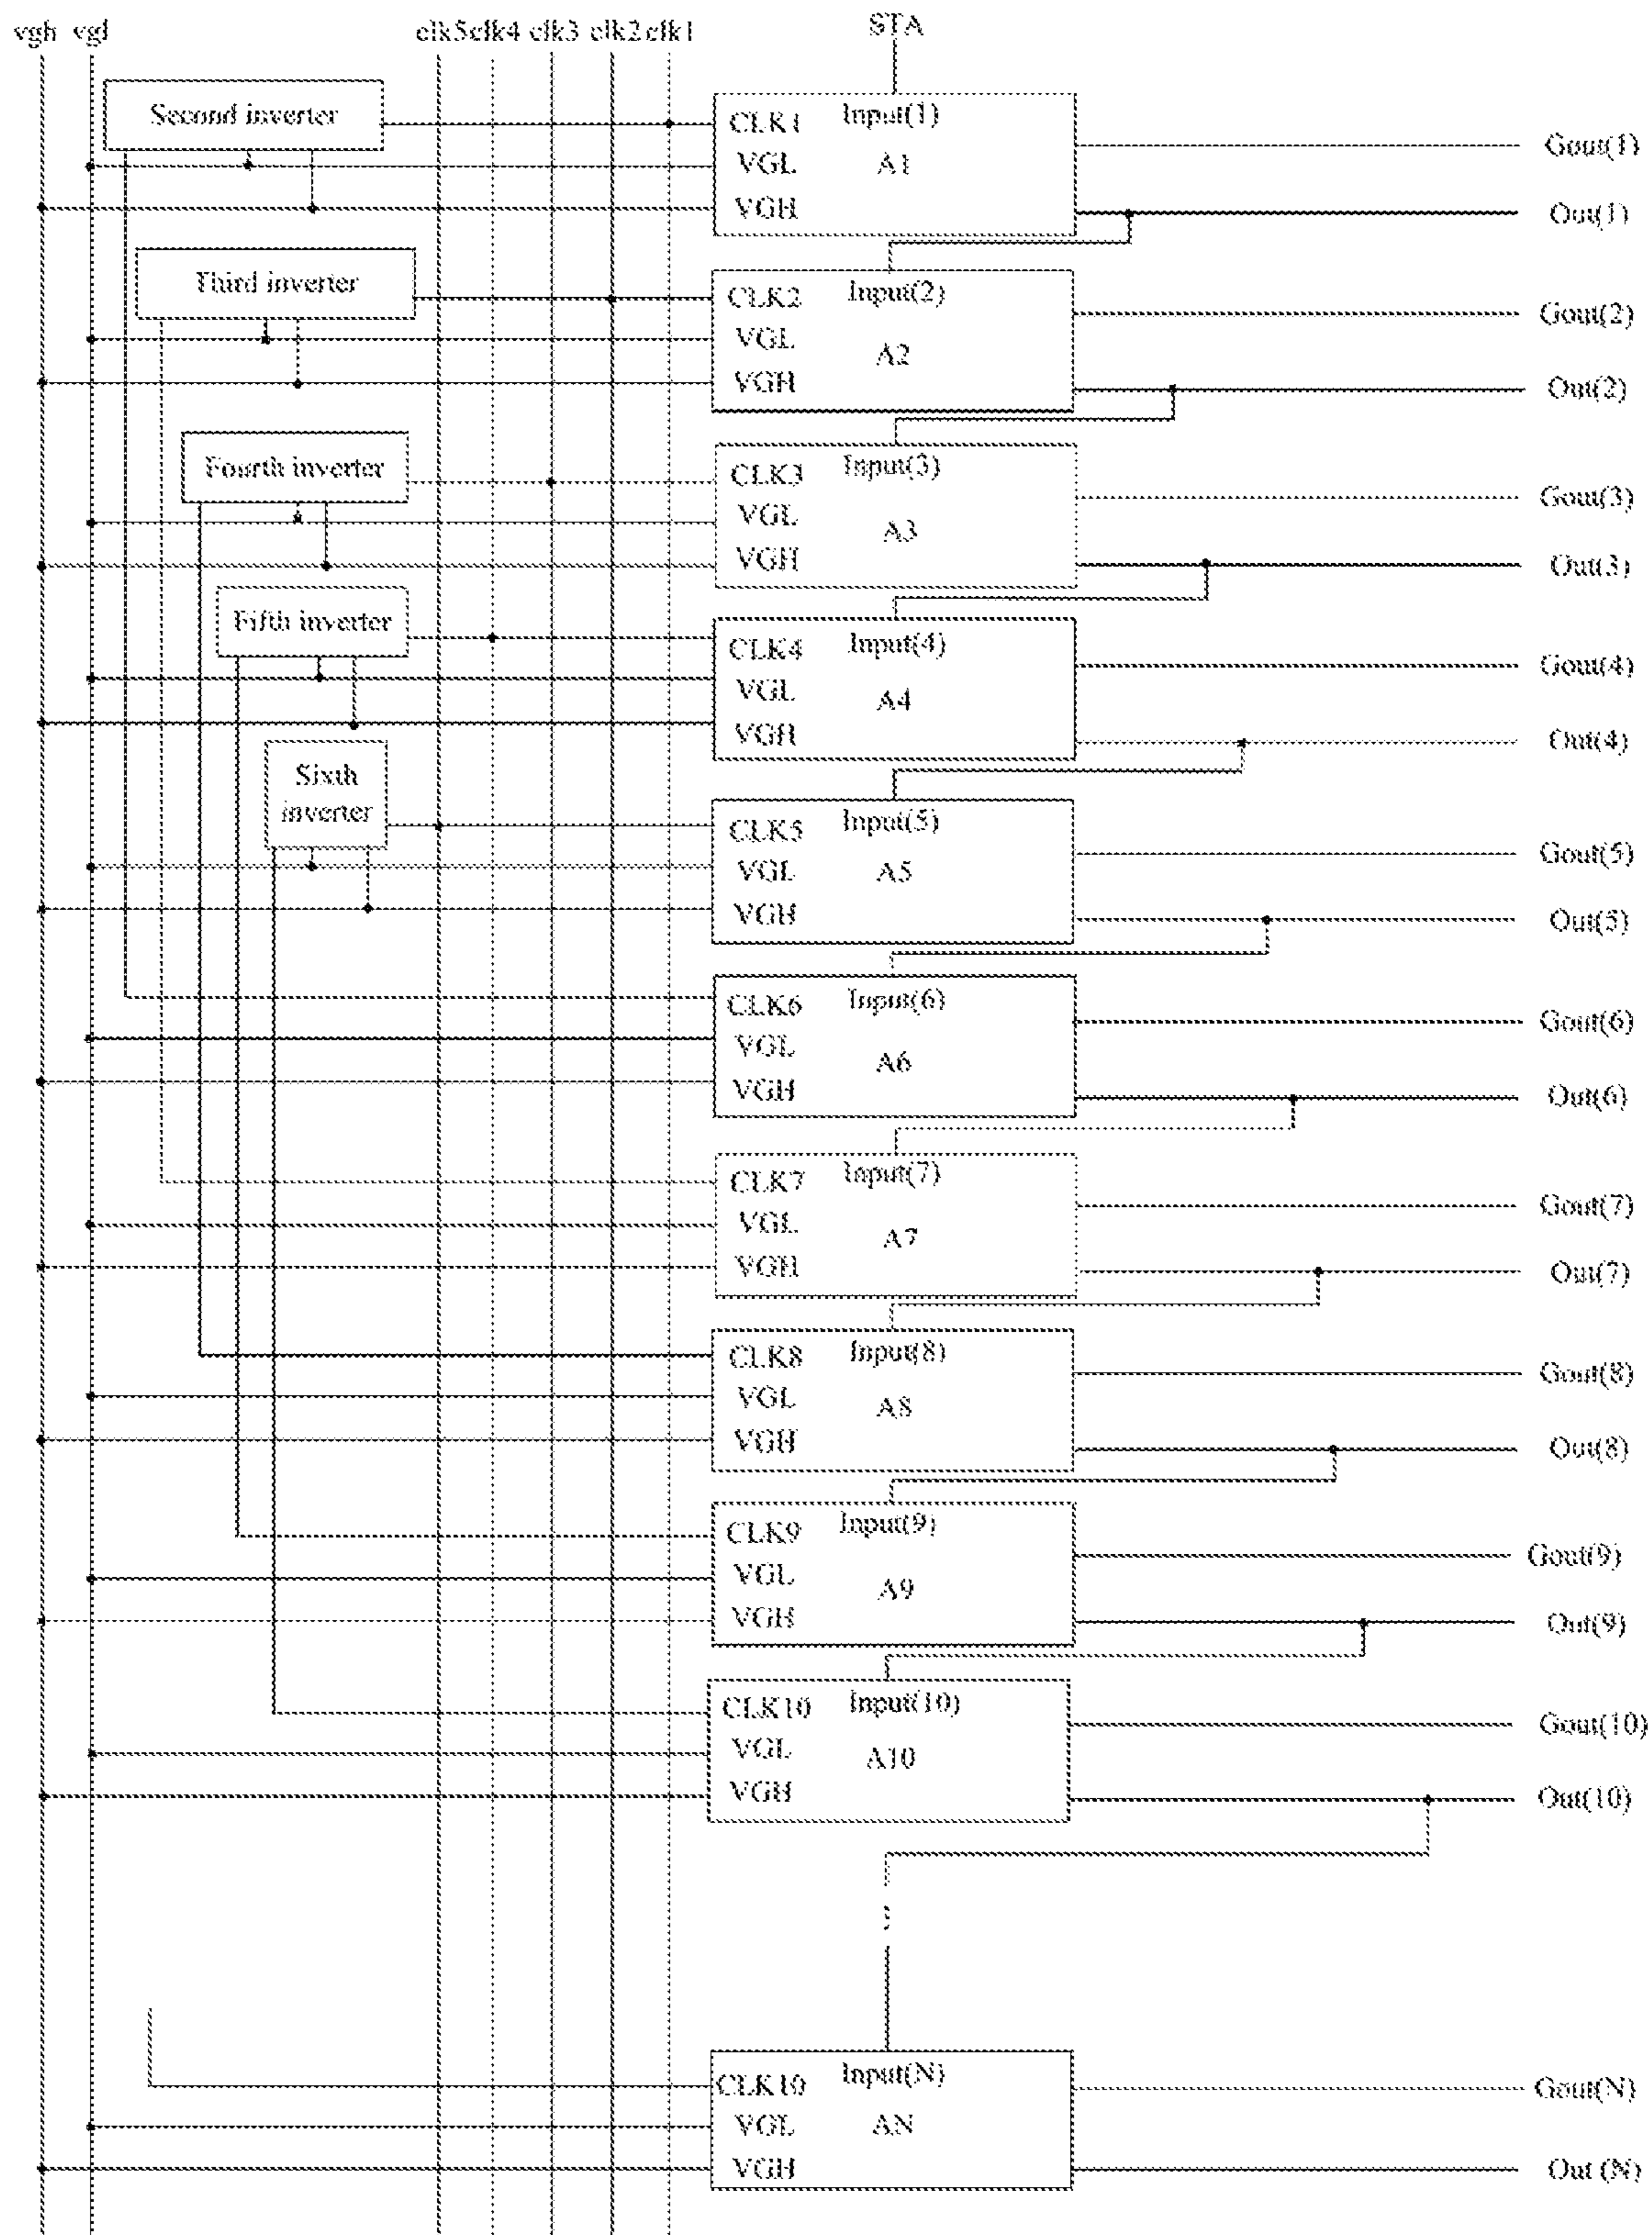 vgh vgl clk5 clk4 clk3 clk2 clk1 STA
Second inverter
CLK1 Input(1)
VGL A1
VGH
Gout(1)
Out(1)
Third inverter
CLK2 Input(2)
VGL
A2
VGH
Gout(2)
Out(2)
Fourth inverter
CLK3 Input(3)
VGL
A3
VGH
Gout(3)
Out(3)
Fifth inverter
CLK4 Input(4)
VGL
A4
VGH
Gout(4)
Out(4)
Sixth
inverter
CLK5 Input(5)
VGL A5
VGH
Gout(5)
Out(5)
CLK6 Input(6)
VGL
A6
VGH
Gout(6)
Out(6)
CLK7 Input(7)
VGL
A7
VGH
Gout(7)
Out(7)
CLK8 Input(8)
VGL
A8
VGH
Gout(8)
Out(8)
CLK9 Input(9)
VGL
A9
VGH
Gout(9)
Out(9)
CLK10 Input(10)
VGL A10
VGH
Gout(10)
Out(10)
CLK10 Input(N)
VGL AN
VGH
Gout(N)
Out (N)